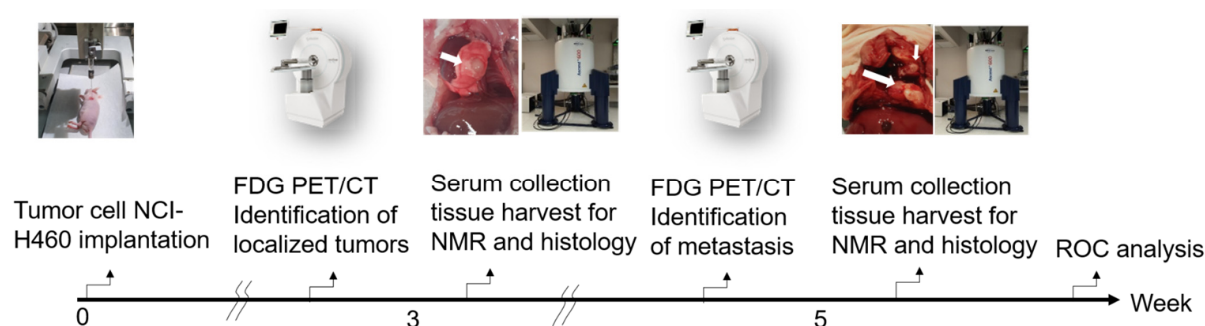 Tumor cell NCI-
H460 implantation
FDG PET/CT
Identification of
localized tumors
Serum collection
tissue harvest for
NMR and histology
FDG PET/CT
Identification
of metastasis
Serum collection
tissue harvest for
NMR and histology
ROC analysis
0
3
5
Week